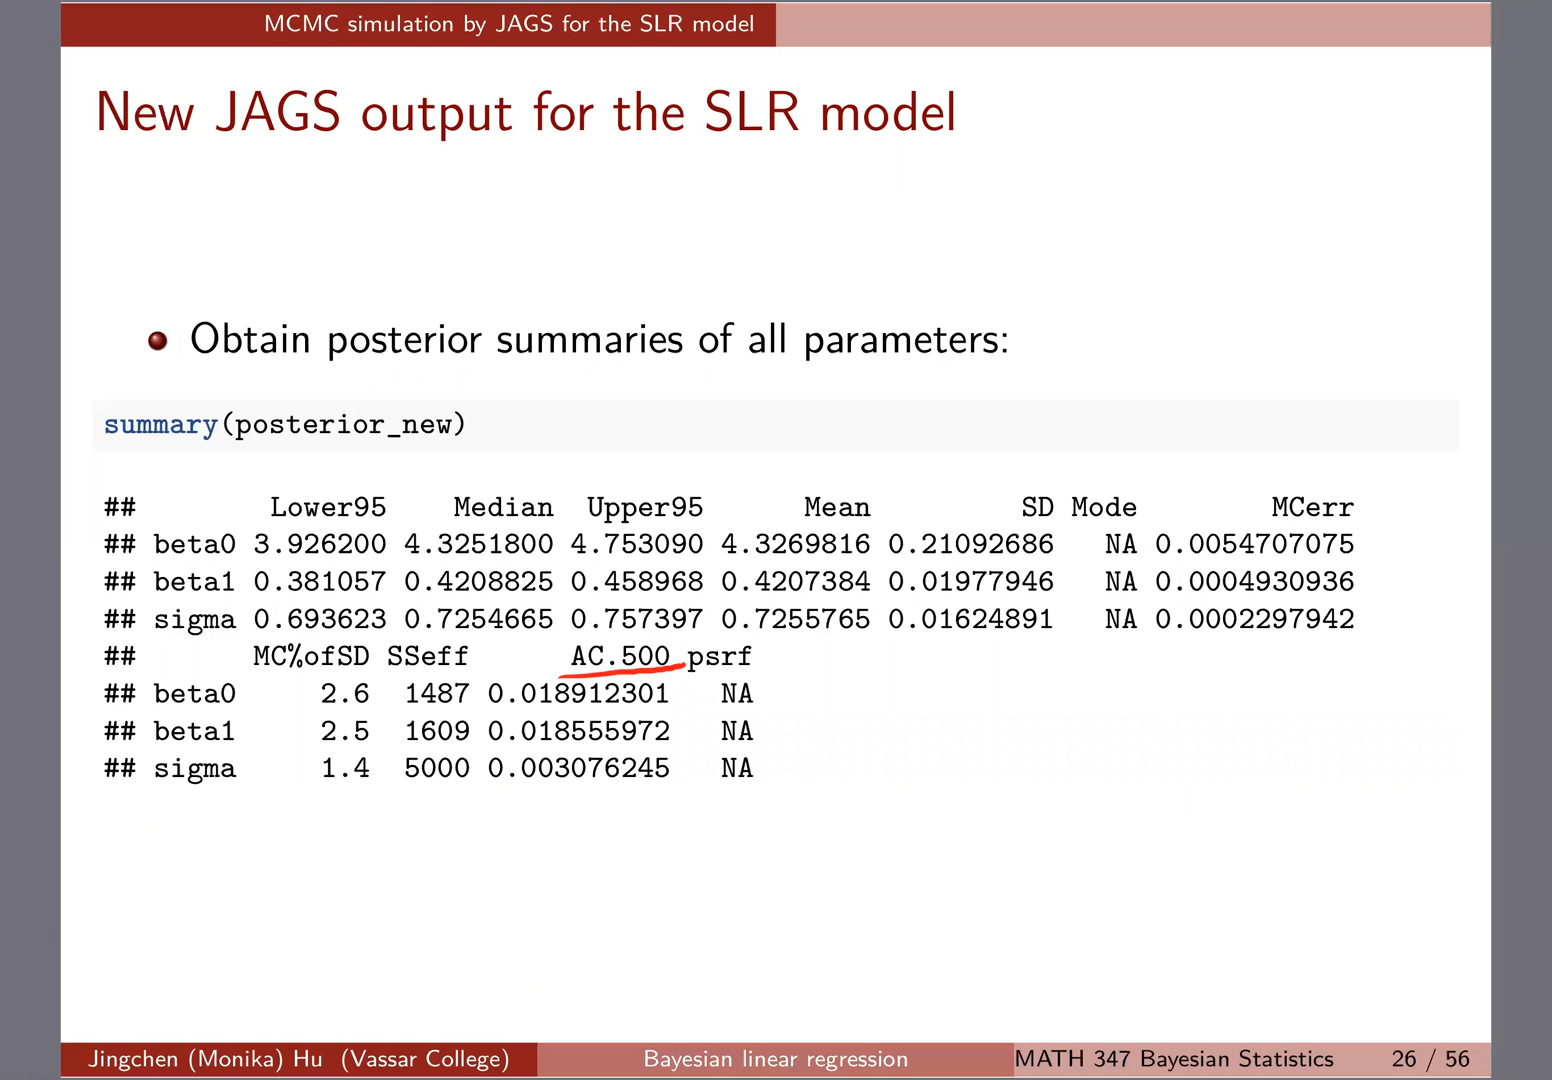 MCMC simulation by JAGS for the SLR model
New JAGS output for the SLR model
Obtain posterior summaries of all parameters:
summary(posterior_new)
## Lower95 Median Upper95 Mean SD Mode MCerr
## beta0 3.926200 4.3251800 4.753090 4.3269816 0.21092686 NA 0.0054707075
## beta1 0.381057 0.4208825 0.458968 0.4207384 0.01977946 NA 0.0004930936
## sigma 0.693623 0.7254665 0.757397 0.7255765 0.01624891 NA 0.0002297942
## MC%ofSD SSeff AC.500 psrf
## beta0 2.6 1487 0.018912301 NA
## beta1 2.5 1609 0.018555972 NA
## sigma 1.4 5000 0.003076245 NA
Jingchen (Monika) Hu (Vassar College) Bayesian linear regression MATH 347 Bayesian Statistics 26 / 56